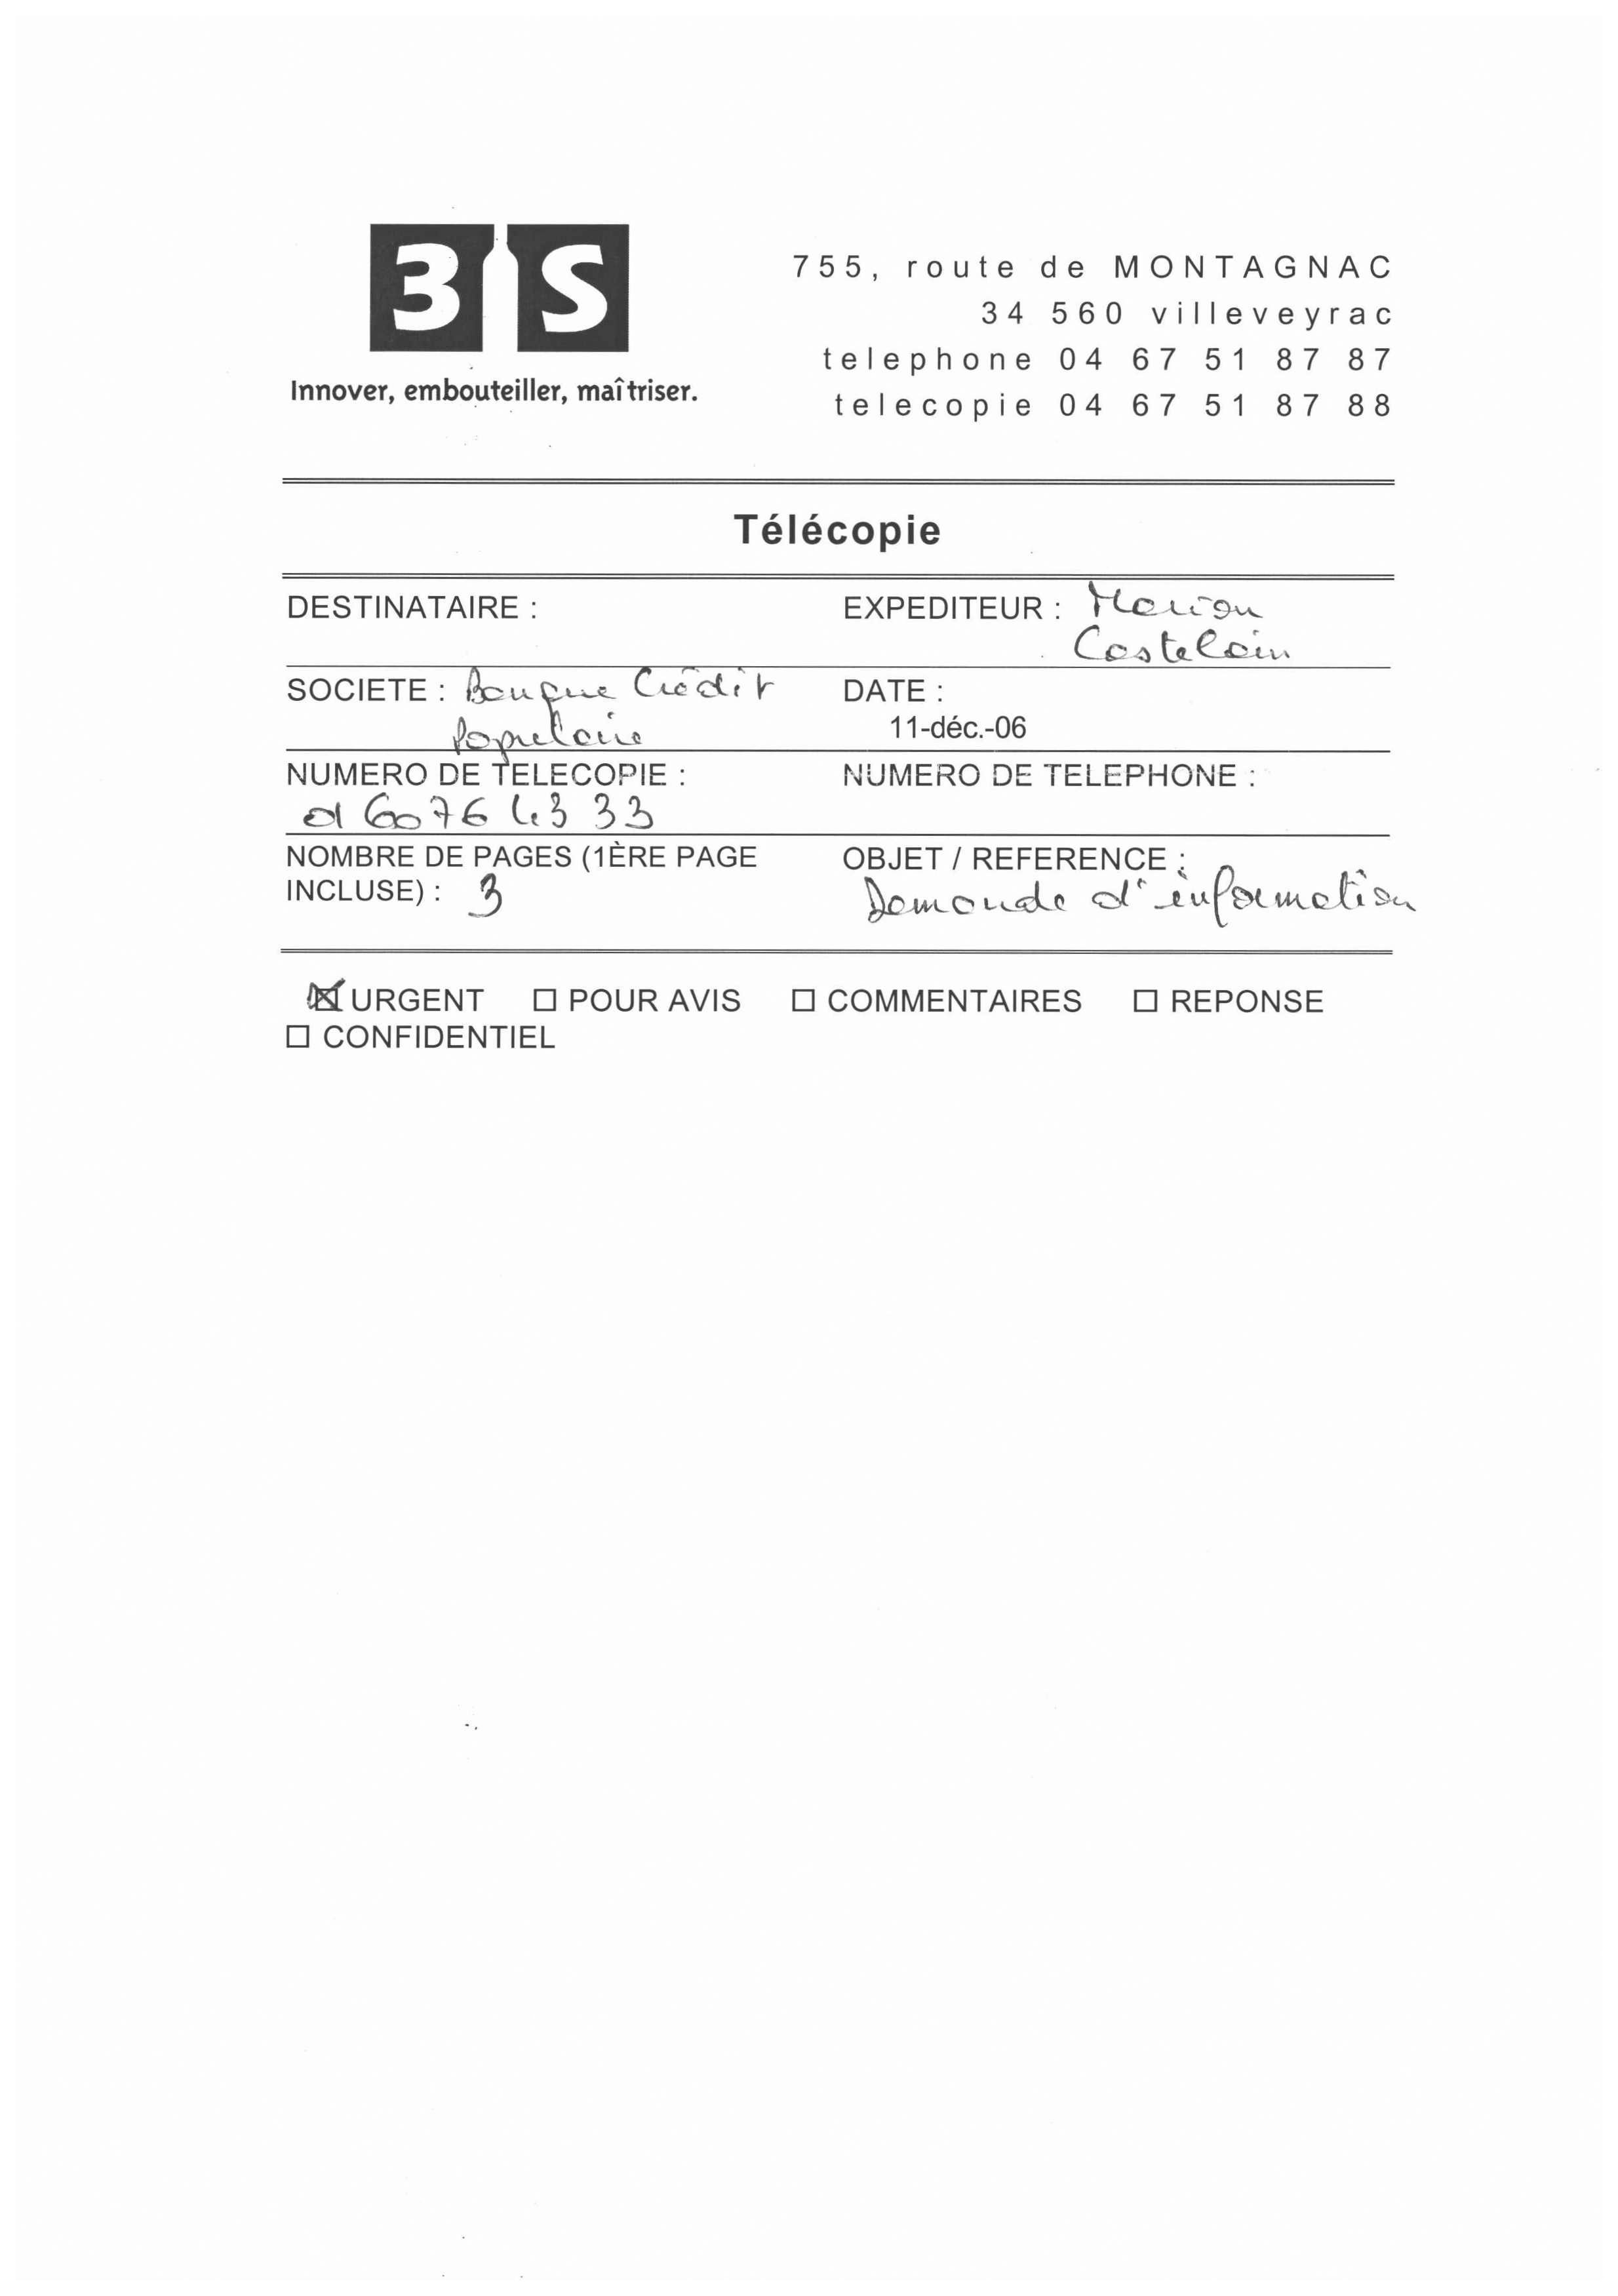 3 S
Innover, embouteiller, maîtriser.
755, route de MONTAGNAC
34 560 villeveyrac
telephone 04 67 51 87 87
telecopie 04 67 51 87 88
Télécopie
DESTINATAIRE :
EXPEDITEUR : Marion
Costelain
SOCIETE : Banque Crédit
Populaire
DATE :
11-déc.-06
NUMERO DE TELECOPIE :
01 60 76 43 33
NUMERO DE TELEPHONE :
NOMBRE DE PAGES (1ÈRE PAGE
INCLUSE) : 3
OBJET / REFERENCE :
Demande d'information
☒ URGENT ☐ POUR AVIS ☐ COMMENTAIRES ☐ REPONSE
☐ CONFIDENTIEL